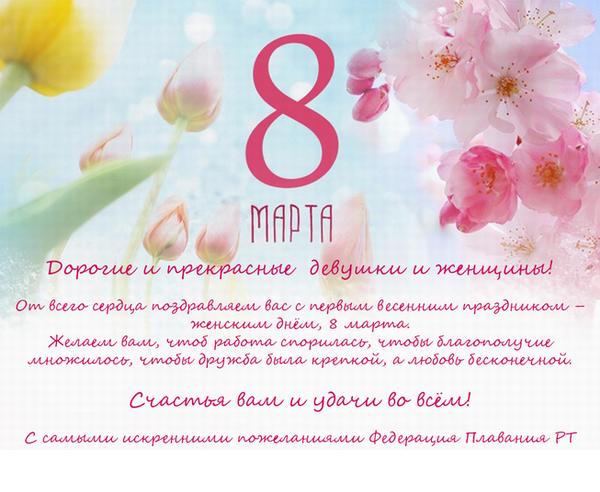 8
МАРТА
Дорогие и прекрасные девушки и женщины!
От всего сердца поздравляем вас с первым весенним праздником –
женским днём, 8 марта.
Желаем вам, чтоб работа спорилась, чтобы благополучие
множилось, чтобы дружба была крепкой, а любовь бесконечной.
Счастья вам и удачи во всём!
С самыми искренними пожеланиями Федерация Плавания РТ